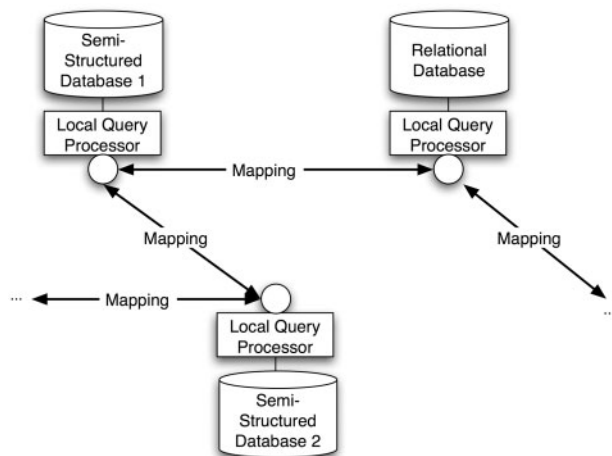 Semi-
Structured
Database 1
Relational
Database
Local Query
Processor
Local Query
Processor
Mapping
Mapping
Mapping
...
Mapping
...
Local Query
Processor
Semi-
Structured
Database 2